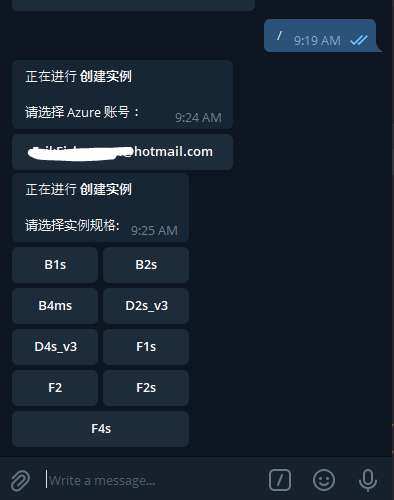 /
9:19 AM
正在进行 创建实例
请选择 Azure 账号：
9:24 AM
@hotmail.com
正在进行 创建实例
请选择实例规格:
9:25 AM
B1s B2s
B4ms D2s_v3
D4s_v3 F1s
F2 F2s
F4s
Write a message...